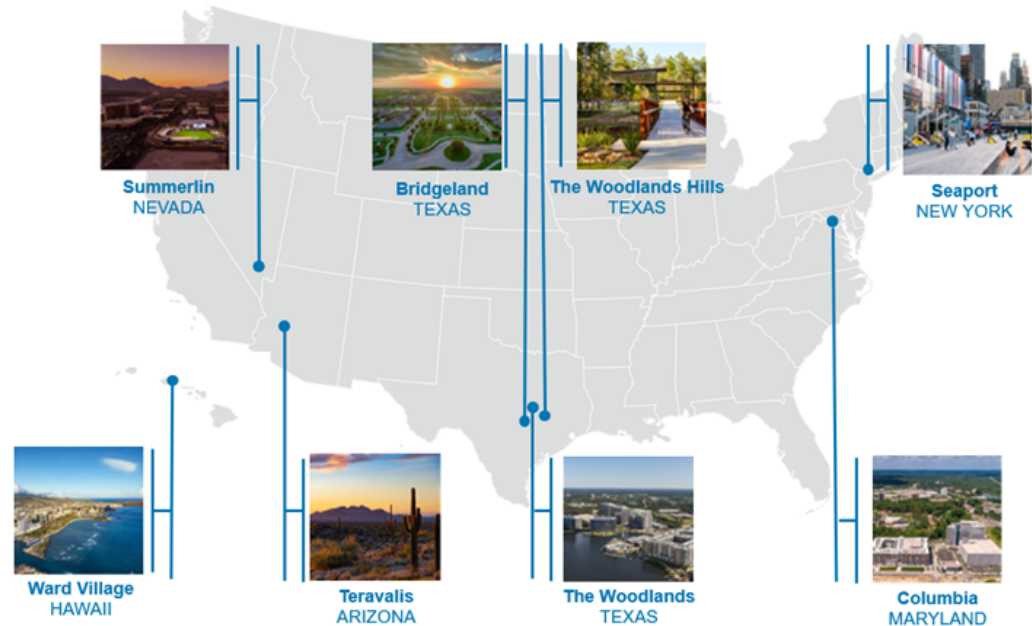 Summerlin
NEVADA
Bridgeland
TEXAS
The Woodlands Hills
TEXAS
Seaport
NEW YORK
Ward Village
HAWAII
Teravalis
ARIZONA
The Woodlands
TEXAS
Columbia
MARYLAND